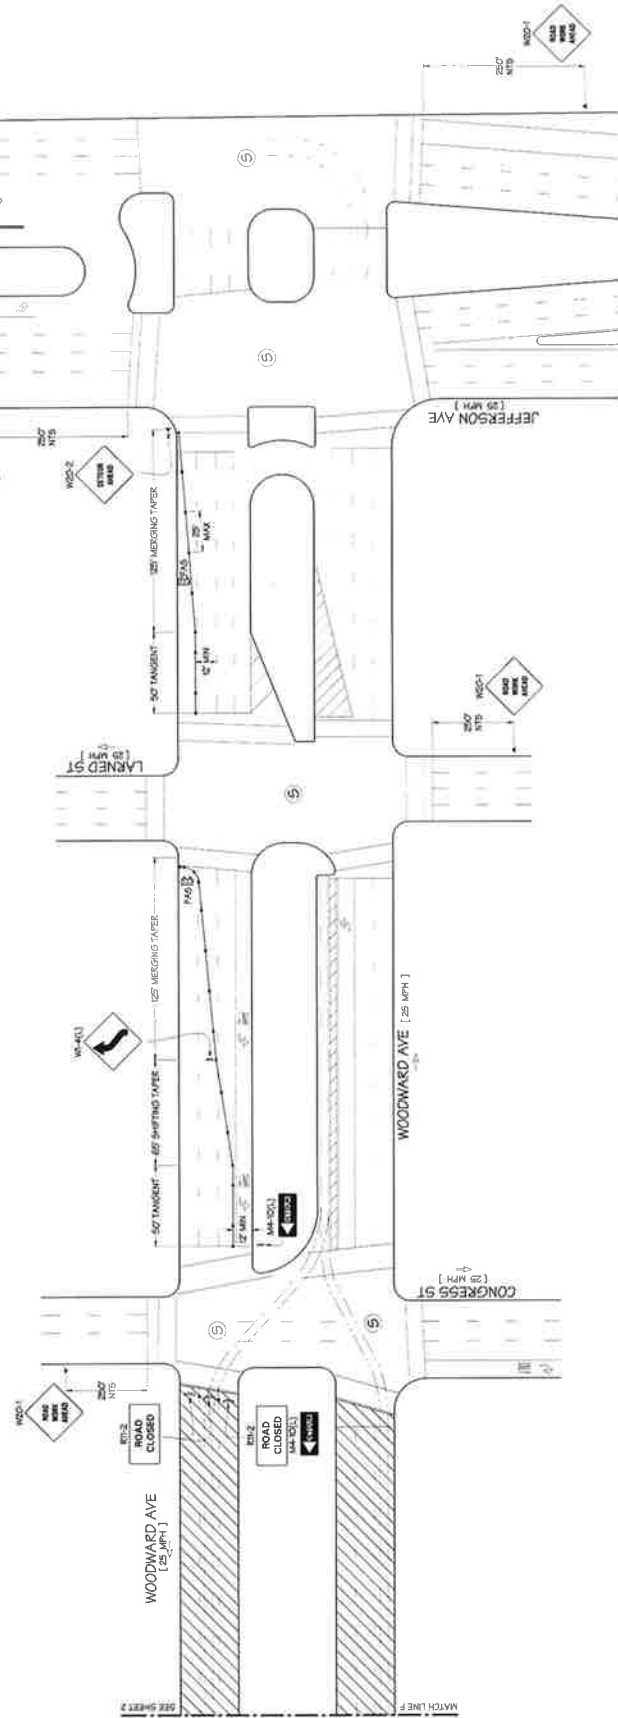 W20-1
ROAD
WORK
AHEAD
250'
NTS
S
S
JEFFERSON AVE
[ 25 MPH ]
250'
NTS
W20-2
DETOUR
AHEAD
125' MERGING TAPER
25'
MAX
50' TANGENT
12' MIN
W20-1
ROAD
WORK
AHEAD
250'
NTS
LARNED ST
[ 25 MPH ]
S
125' MERGING TAPER
W1-4(L)
65' SHIFTING TAPER
50' TANGENT
12' MIN
M4-10(L)
DETOUR
WOODWARD AVE [ 25 MPH ]
CONGRESS ST
[ 25 MPH ]
S
S
W20-1
ROAD
WORK
AHEAD
250'
NTS
R11-2
ROAD
CLOSED
R11-2
ROAD
CLOSED
M4-10(L)
DETOUR
WOODWARD AVE
[ 25 MPH ]
SEE SHEET 2
MATCH LINE F